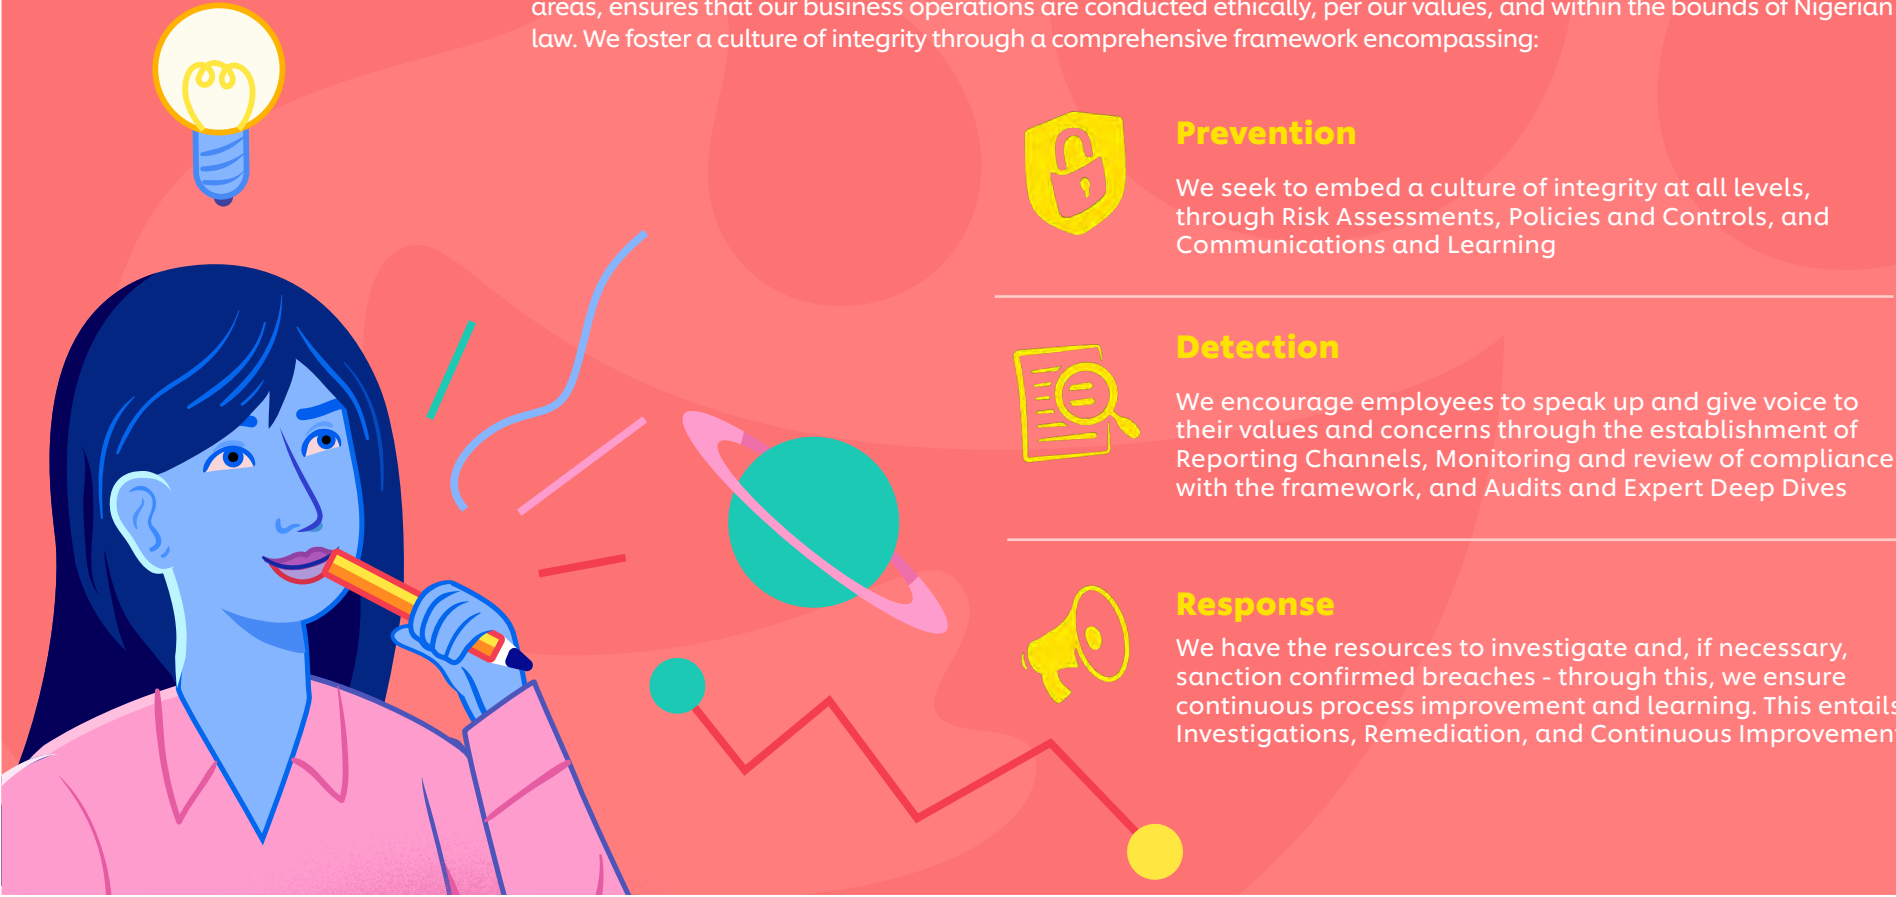 areas, ensures that our business operations are conducted ethically, per our values, and within the bounds of Nigerian
law. We foster a culture of integrity through a comprehensive framework encompassing:
Prevention
We seek to embed a culture of integrity at all levels,
through Risk Assessments, Policies and Controls, and
Communications and Learning
Detection
We encourage employees to speak up and give voice to
their values and concerns through the establishment of
Reporting Channels, Monitoring and review of compliance
with the framework, and Audits and Expert Deep Dives
Response
We have the resources to investigate and, if necessary,
sanction confirmed breaches - through this, we ensure
continuous process improvement and learning. This entails
Investigations, Remediation, and Continuous Improvement